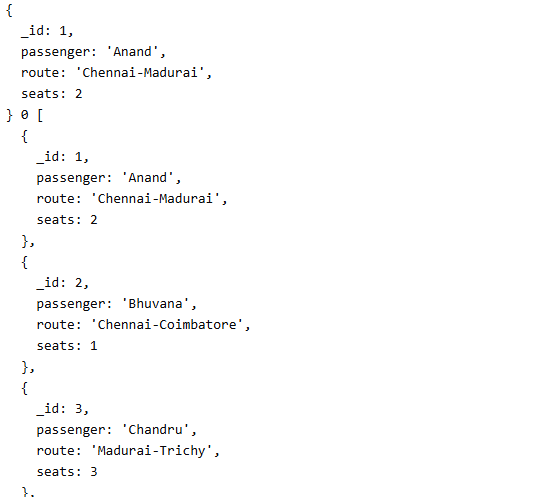 {
  _id: 1,
  passenger: 'Anand',
  route: 'Chennai-Madurai',
  seats: 2
} 0 [
  {
    _id: 1,
    passenger: 'Anand',
    route: 'Chennai-Madurai',
    seats: 2
  },
  {
    _id: 2,
    passenger: 'Bhuvana',
    route: 'Chennai-Coimbatore',
    seats: 1
  },
  {
    _id: 3,
    passenger: 'Chandru',
    route: 'Madurai-Trichy',
    seats: 3
  },